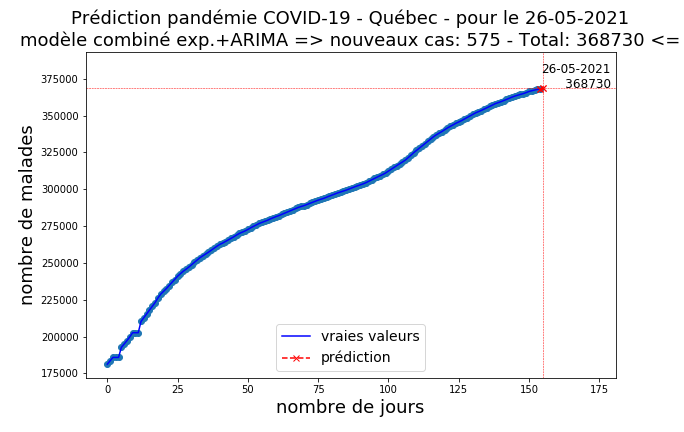 Prédiction pandémie COVID-19 - Québec - pour le 26-05-2021
modèle combiné exp.+ARIMA => nouveaux cas: 575 - Total: 368730 <=
26-05-2021
368730
nombre de malades
375000
350000
325000
300000
275000
250000
225000
200000
175000
vraies valeurs
prédiction
0 25 50 75 100 125 150 175
nombre de jours